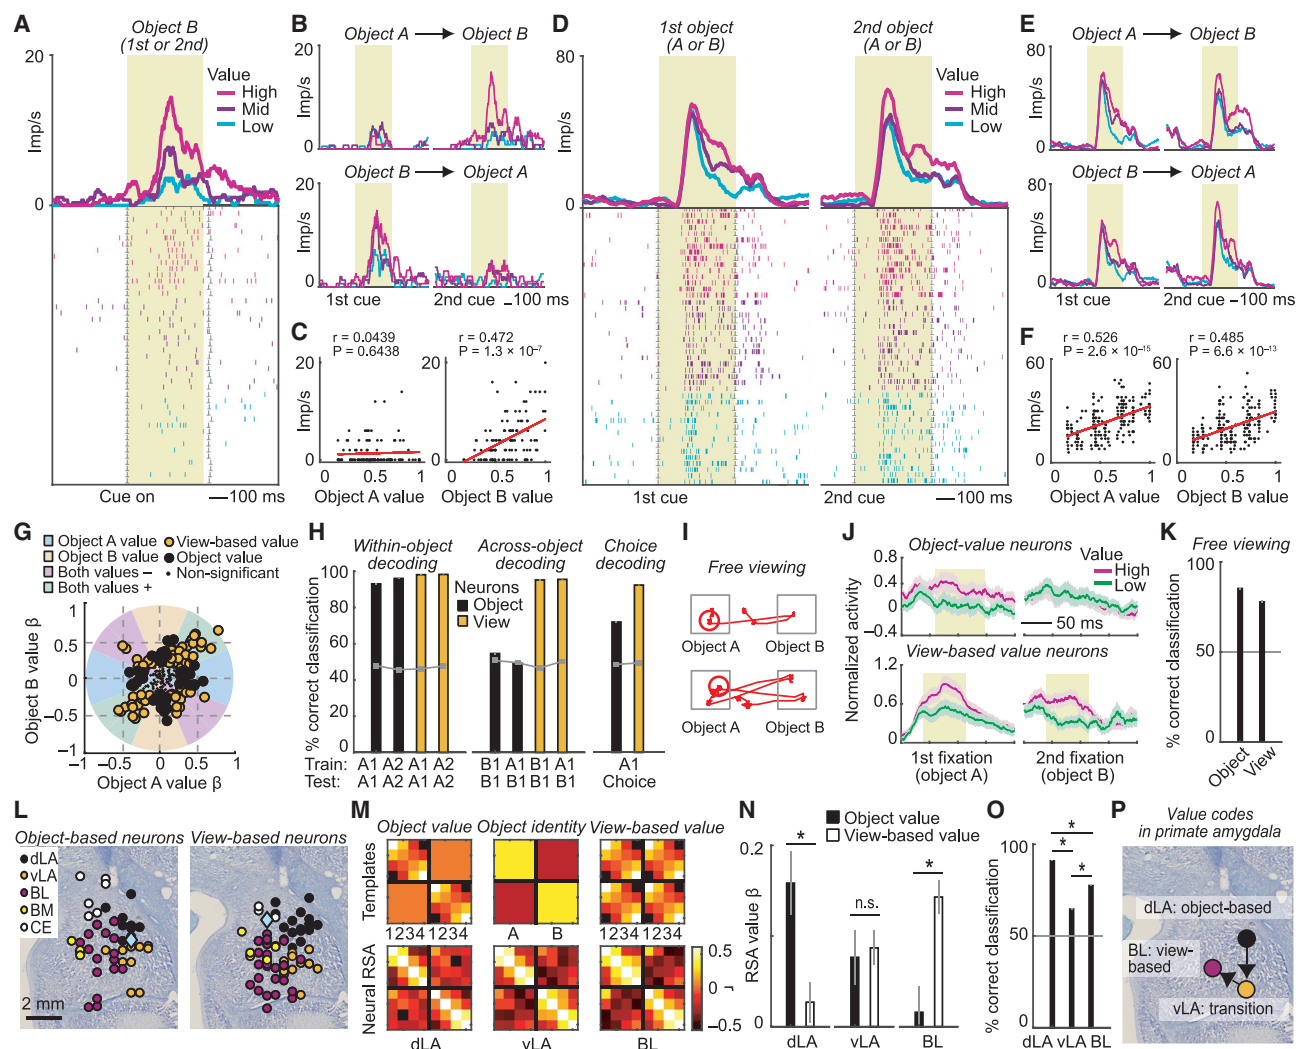 A
Object B
(1st or 2nd)
20
Imp/s
0
Value
High
Mid
Low
Cue on
100 ms
B
Object A
Object B
20
Imp/s
0
Object B
Object A
20
Imp/s
0
1st cue
2nd cue
100 ms
C
r = 0.0439
P = 0.6438
r = 0.472
P = 1.3 × 10⁻⁷
20
Imp/s
0
20
0
0 0.5 1
0 0.5 1
Object A value
Object B value
D
1st object
(A or B)
2nd object
(A or B)
80
Imp/s
0
Value
High
Mid
Low
1st cue
2nd cue
100 ms
E
Object A
Object B
80
Imp/s
0
Object B
Object A
80
Imp/s
0
1st cue
2nd cue
100 ms
F
r = 0.526
P = 2.6 × 10⁻¹⁵
r = 0.485
P = 6.6 × 10⁻¹³
60
Imp/s
0
60
0
0 0.5 1
0 0.5 1
Object A value
Object B value
G
Object A value
Object B value
Both values −
Both values +
View-based value
Object value
Non-significant
Object B value β
1
0.5
0
−0.5
−1
−1 −0.5 0 0.5 1
Object A value β
H
Within-object
decoding
Across-object
decoding
Choice
decoding
Neurons
Object
View
% correct classification
100
80
60
40
20
0
Train: A1 A2 A1 A2 B1 A1 B1 A1 A1
Test: A1 A2 A1 A2 B1 B1 B1 B1 Choice
I
Free viewing
Object A
Object B
Object A
Object B
J
Object-value neurons
Value
High
Low
0.8
0.4
0
−0.4
50 ms
View-based value neurons
Normalized activity
1.2
0.6
0
1st fixation
(object A)
2nd fixation
(object B)
K
Free viewing
% correct classification
100
50
0
Object
View
L
Object-based neurons
View-based neurons
dLA
vLA
BL
BM
CE
2 mm
M
Object value
Object identity
View-based value
Templates
1234 1234
A B
1234 1234
Neural RSA
dLA
vLA
BL
0.5
r
−0.5
N
Object value
View-based value
RSA value β
0.2
0
*
n.s.
*
dLA
vLA
BL
O
% correct classification
100
50
0
*
*
*
dLA vLA BL
P
Value codes
in primate amygdala
dLA: object-based
BL: view-
based
vLA: transition